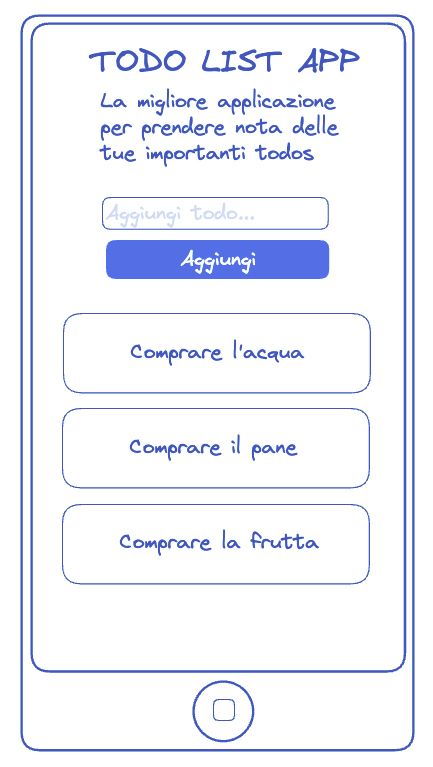 TODO LIST APP
La migliore applicazione
per prendere nota delle
tue importanti todos
Aggiungi todo...
Aggiungi
Comprare l'acqua
Comprare il pane
Comprare la frutta